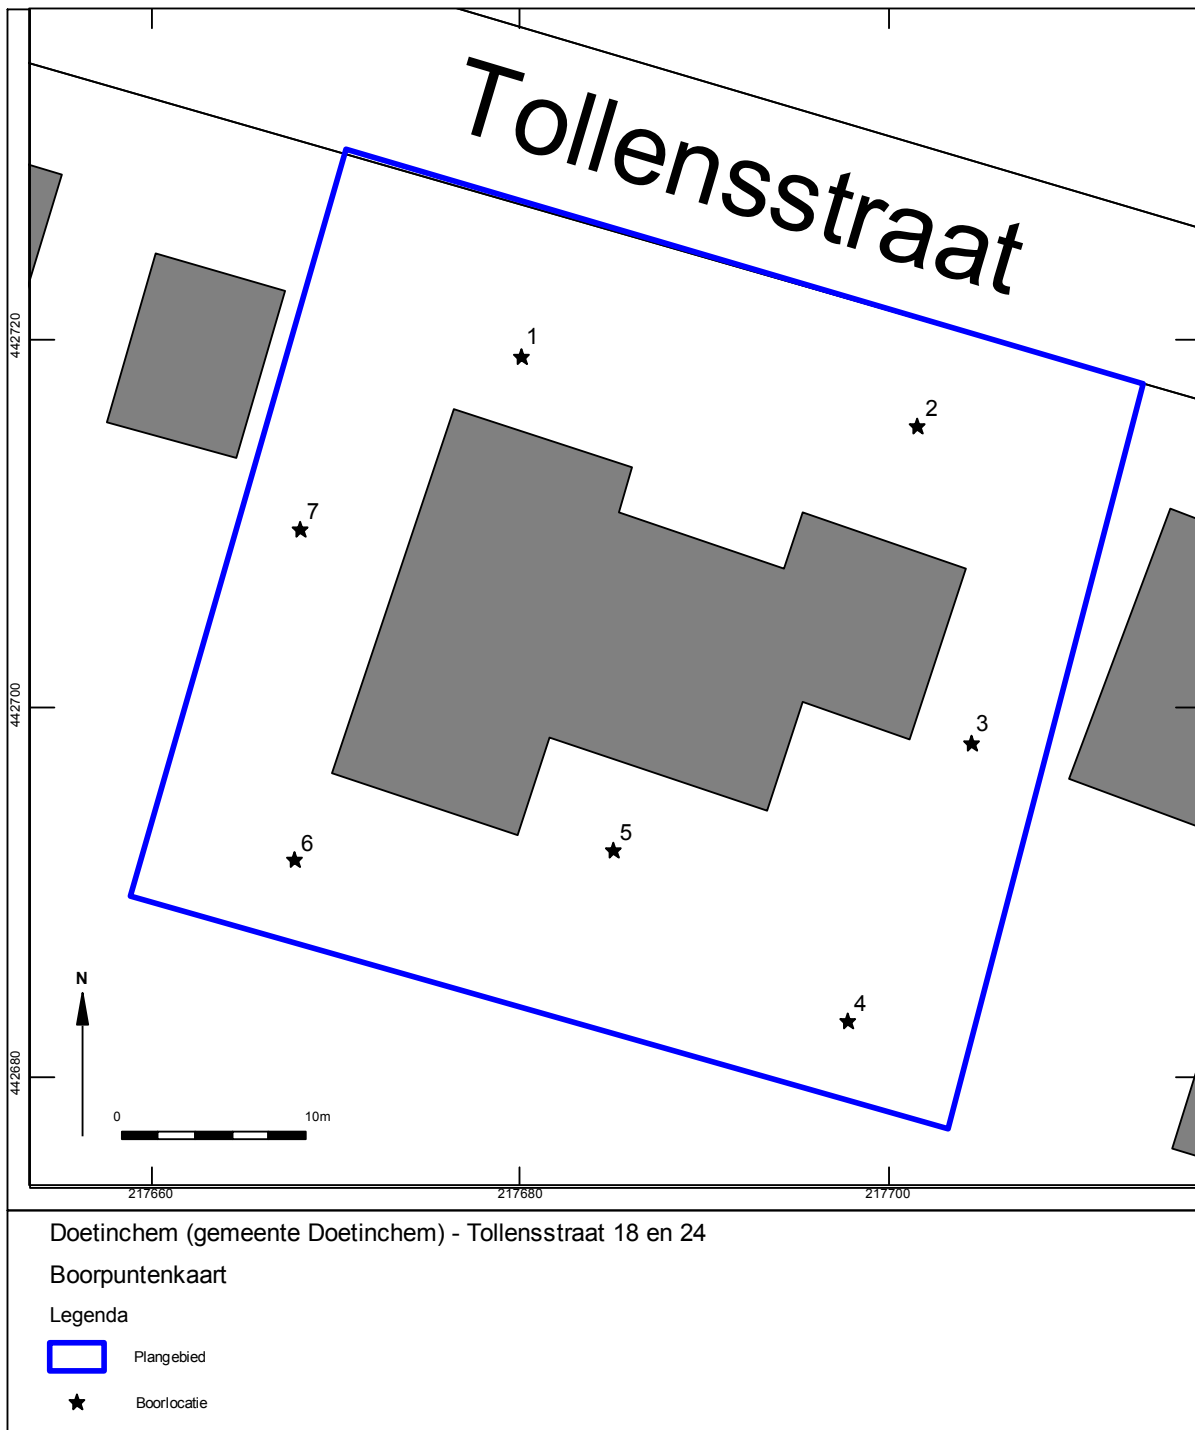 Tollensstraat
1
2
442720
7
442700
3
5
6
4
N
442680
0 10m
217660 217680 217700
Doetinchem (gemeente Doetinchem) - Tollensstraat 18 en 24
Boorpuntenkaart
Legenda
Plangebied
Boorlocatie